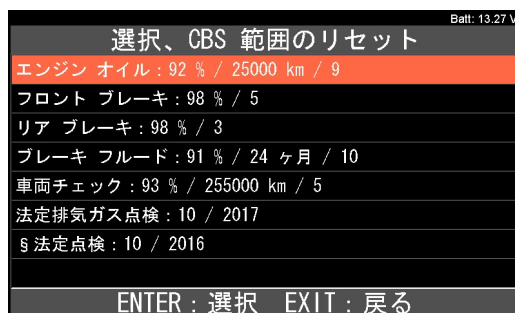 Batt: 13.27 V
選択、CBS 範囲のリセット
エンジン オイル : 92 % / 25000 km / 9
フロント ブレーキ : 98 % / 5
リア ブレーキ : 98 % / 3
ブレーキ フルード : 91 % / 24 ヶ月 / 10
車両チェック : 93 % / 255000 km / 5
法定排気ガス点検 : 10 / 2017
§法定点検 : 10 / 2016
ENTER : 選択 EXIT : 戻る